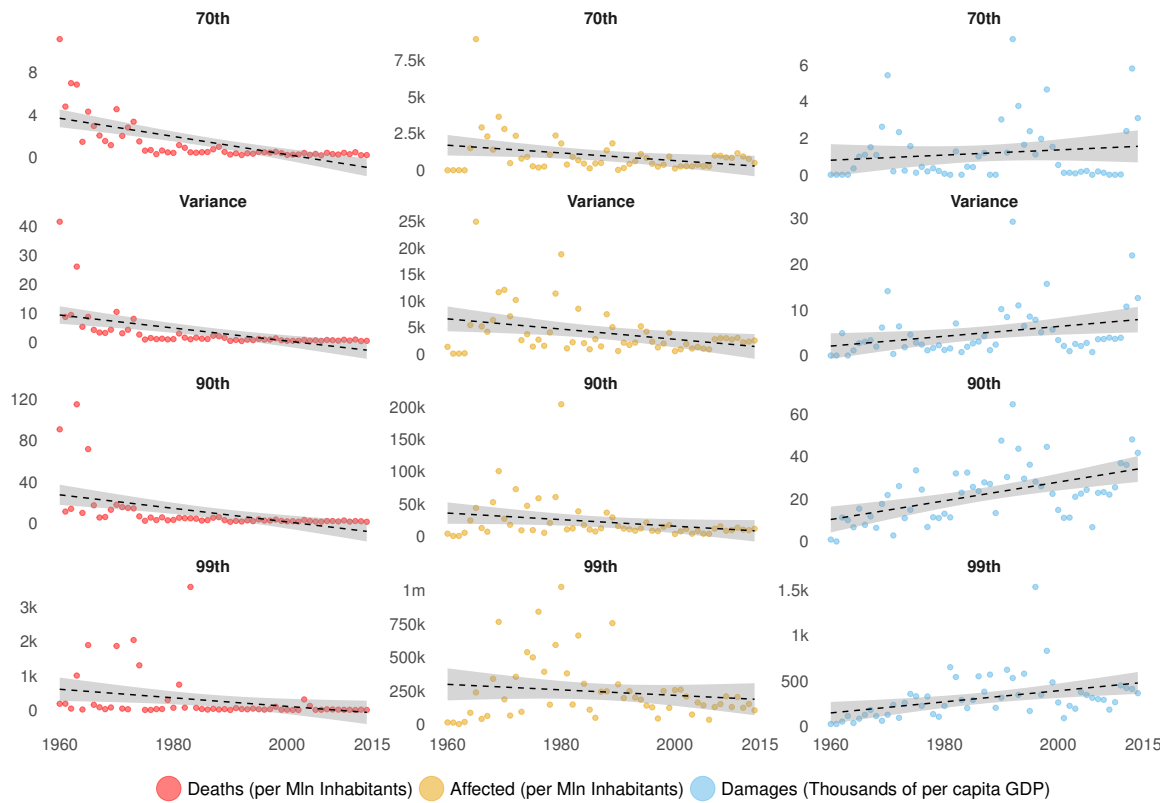 70th 70th 70th
8
4
0
7.5k
5k
2.5k
0
6
4
2
0
Variance Variance Variance
40
30
20
10
0
25k
20k
15k
10k
5k
0
30
20
10
0
90th 90th 90th
120
80
40
0
200k
150k
100k
50k
0
60
40
20
0
99th 99th 99th
3k
2k
1k
0
1m
750k
500k
250k
0
1.5k
1k
500
0
1960 1980 2000 2015 1960 1980 2000 2015 1960 1980 2000 2015
Deaths (per Mln Inhabitants) Affected (per Mln Inhabitants) Damages (Thousands of per capita GDP)